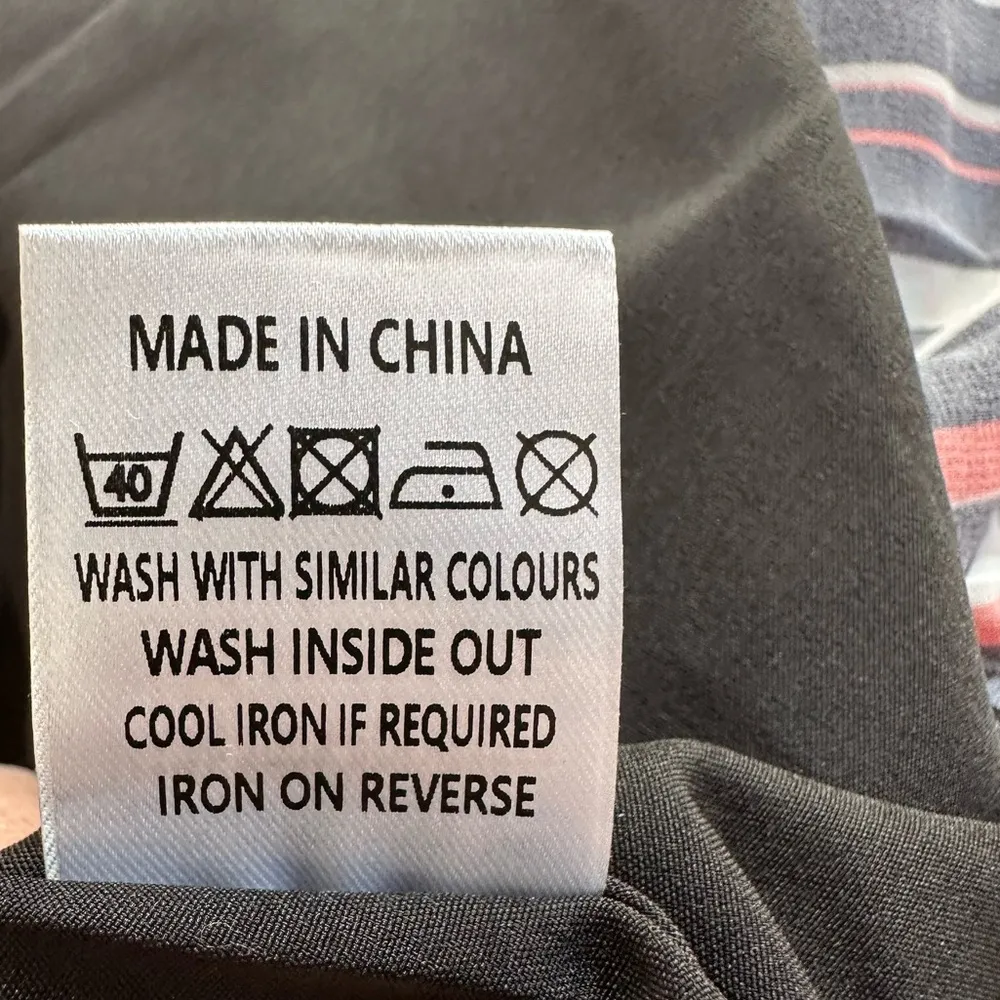 MADE IN CHINA
40
WASH WITH SIMILAR COLOURS
WASH INSIDE OUT
COOL IRON IF REQUIRED
IRON ON REVERSE